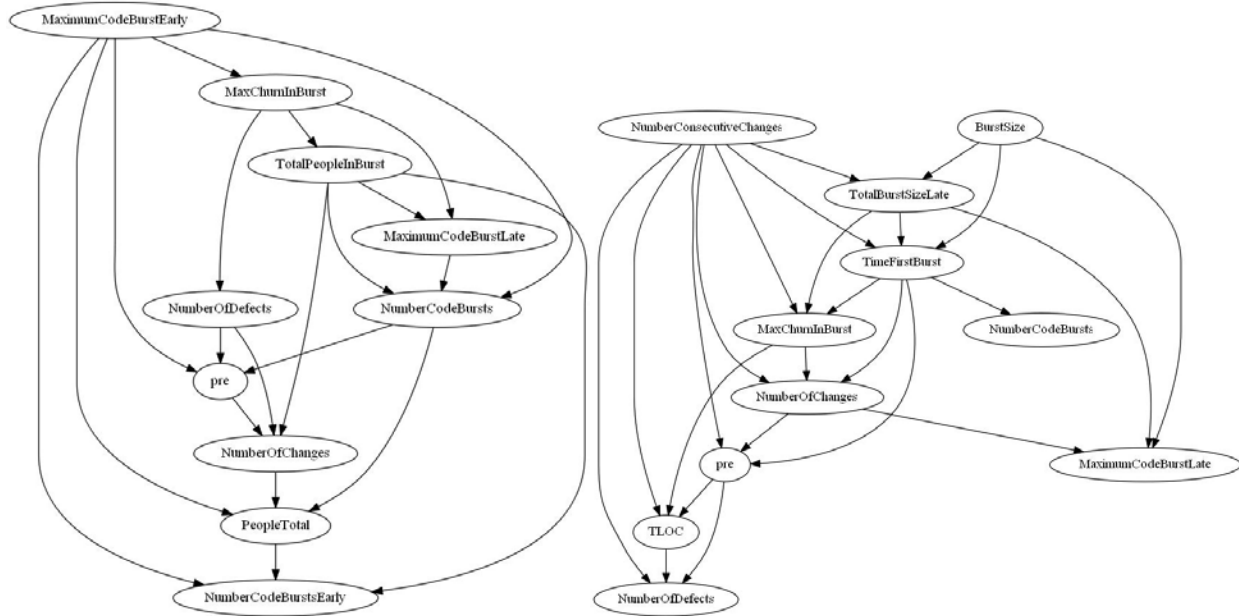 MaximumCodeBurstEarly
MaxChurnInBurst
TotalPeopleInBurst
MaximumCodeBurstLate
NumberOfDefects
NumberCodeBursts
pre
NumberOfChanges
PeopleTotal
NumberCodeBurstsEarly
NumberConsecutiveChanges
BurstSize
TotalBurstSizeLate
TimeFirstBurst
MaxChurnInBurst
NumberCodeBursts
NumberOfChanges
pre
MaximumCodeBurstLate
TLOC
NumberOfDefects